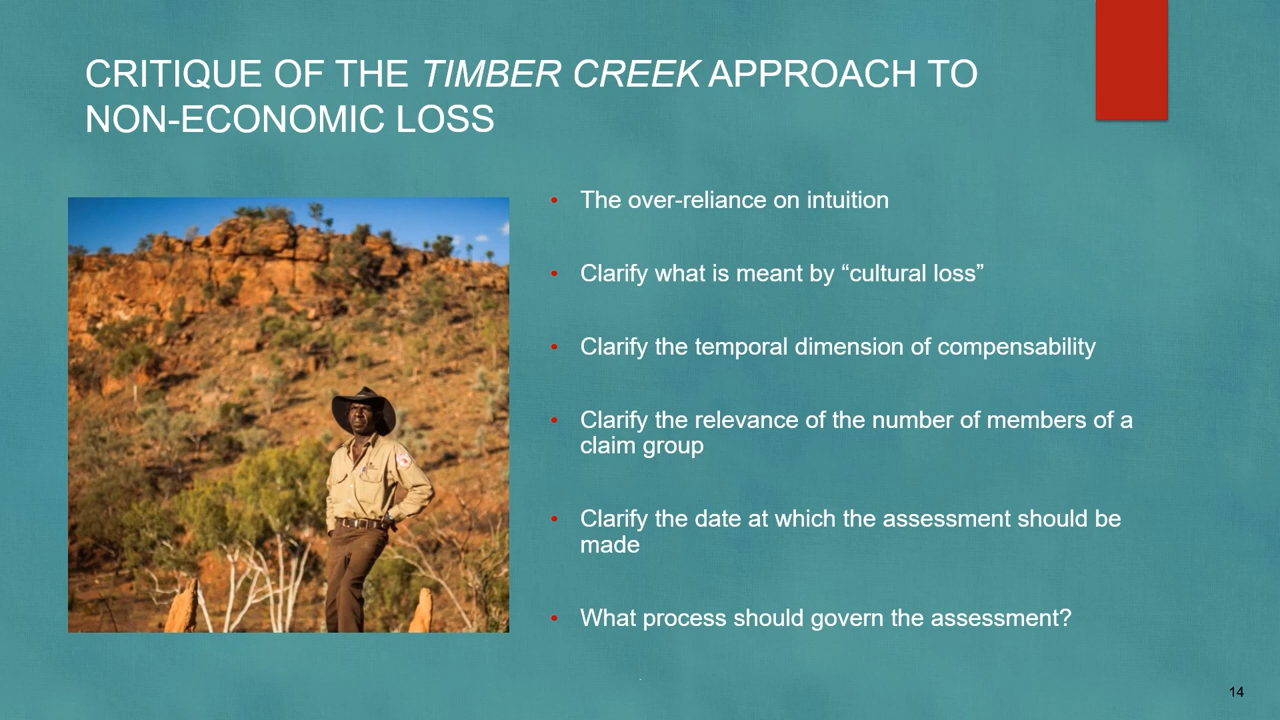 CRITIQUE OF THE TIMBER CREEK APPROACH TO
NON-ECONOMIC LOSS
• The over-reliance on intuition
• Clarify what is meant by “cultural loss”
• Clarify the temporal dimension of compensability
• Clarify the relevance of the number of members of a
claim group
• Clarify the date at which the assessment should be
made
• What process should govern the assessment?
14